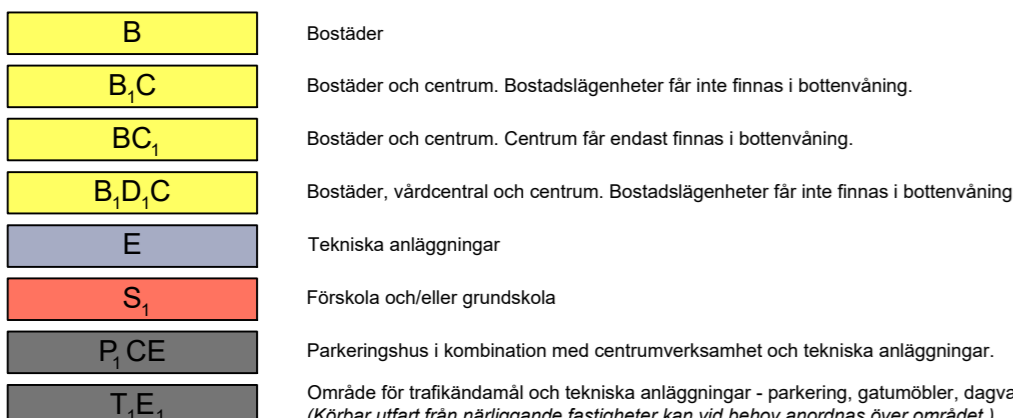 B Bostäder
B₁C Bostäder och centrum. Bostadslägenheter får inte finnas i bottenvåning.
BC₁ Bostäder och centrum. Centrum får endast finnas i bottenvåning.
B₁D₁C Bostäder, vårdcentral och centrum. Bostadslägenheter får inte finnas i bottenvåning
E Tekniska anläggningar
S₁ Förskola och/eller grundskola
P₁CE Parkeringshus i kombination med centrumverksamhet och tekniska anläggningar.
T₁E₁ Område för trafikändamål och tekniska anläggningar - parkering, gatumöbler, dagva
(Körbar utfart från närliggande fastigheter kan vid behov anordnas över området.)